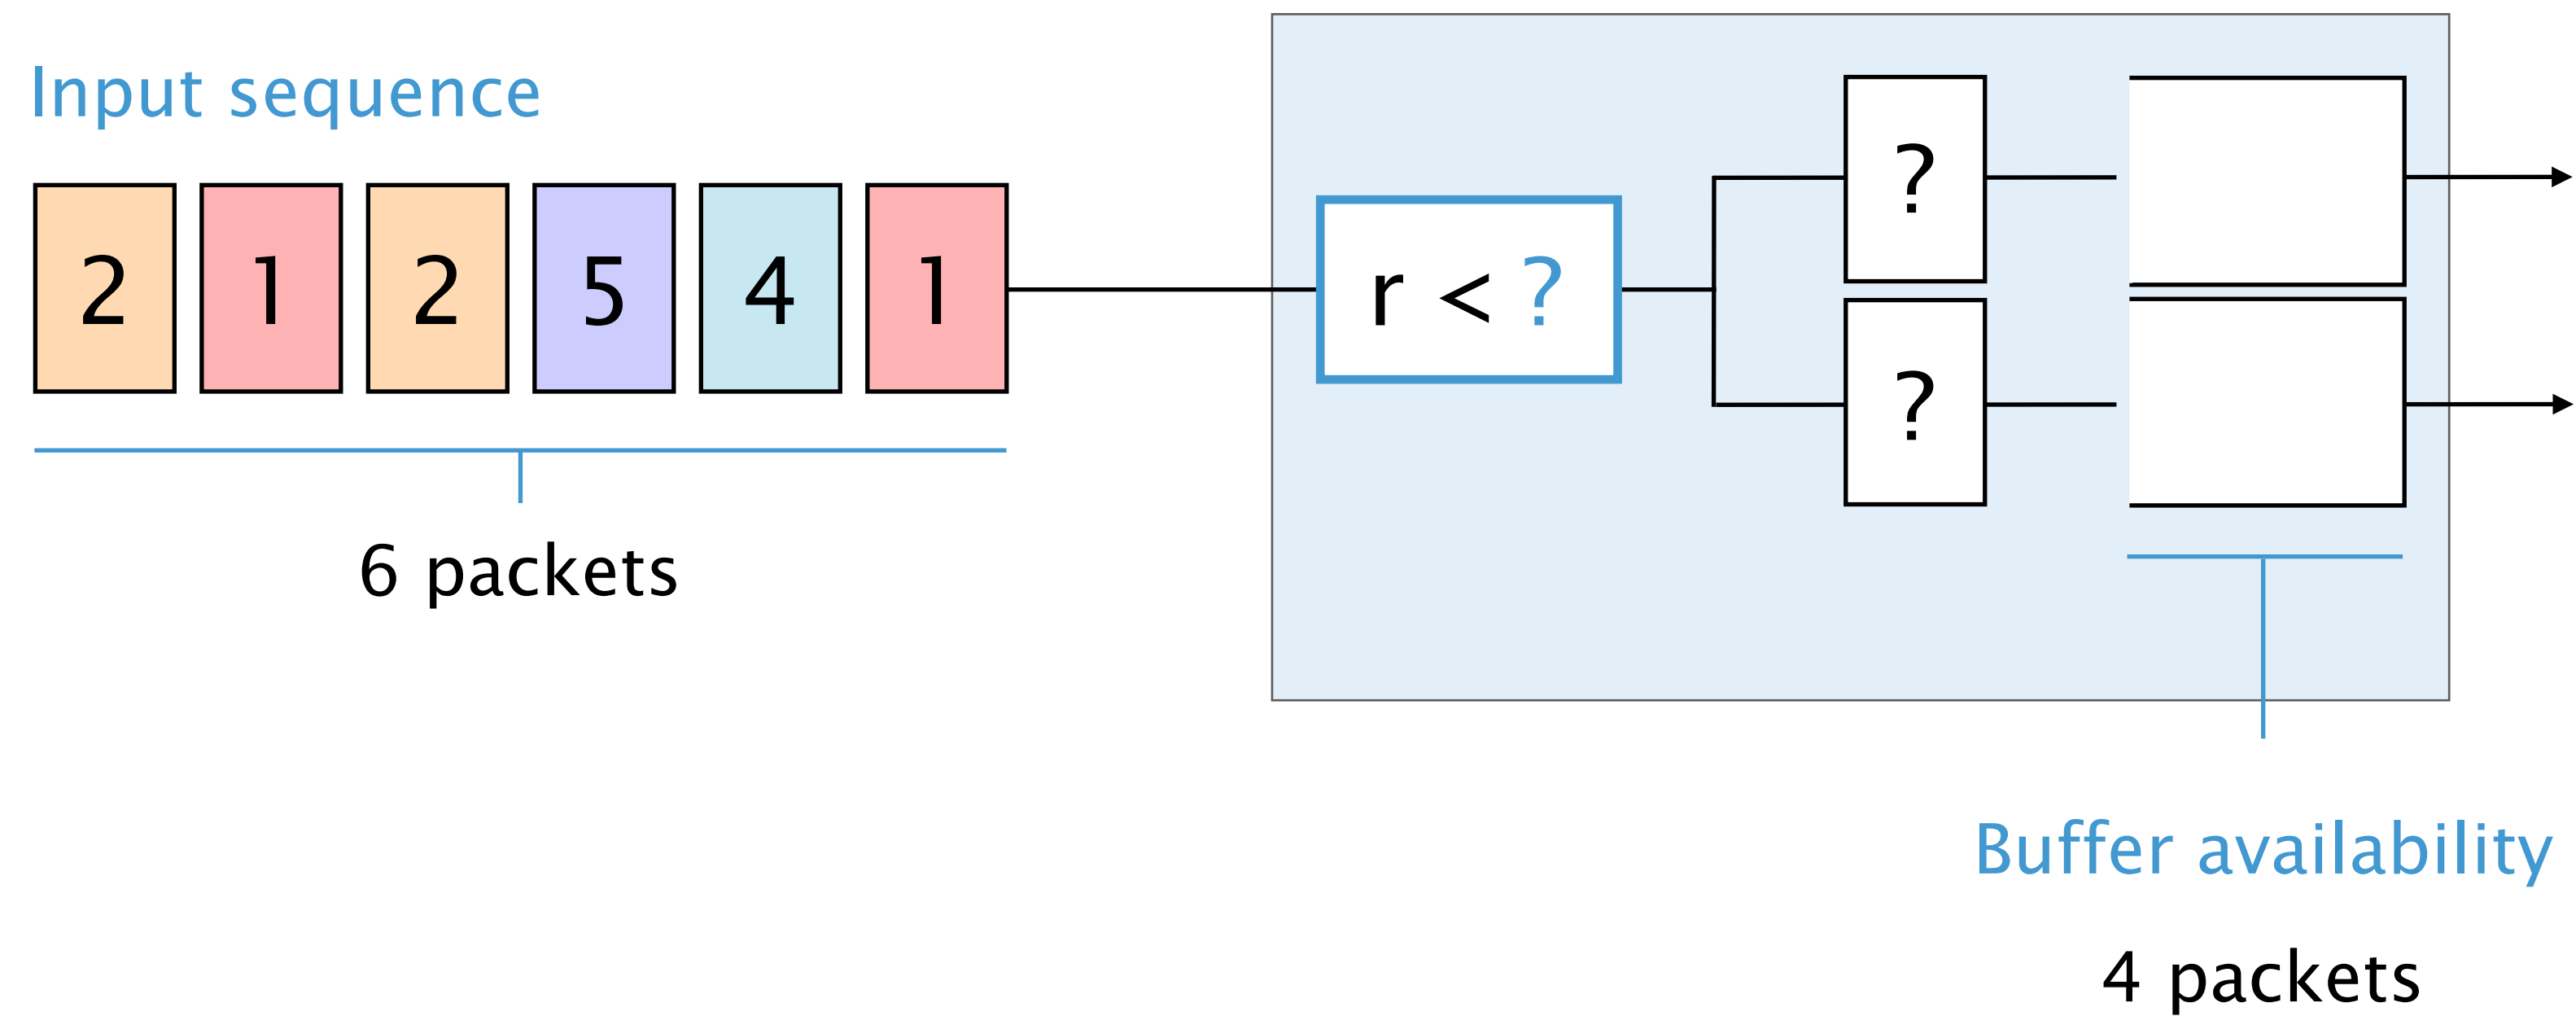 Input sequence
2 1 2 5 4 1
r < ?
?
?
6 packets
Buffer availability
4 packets